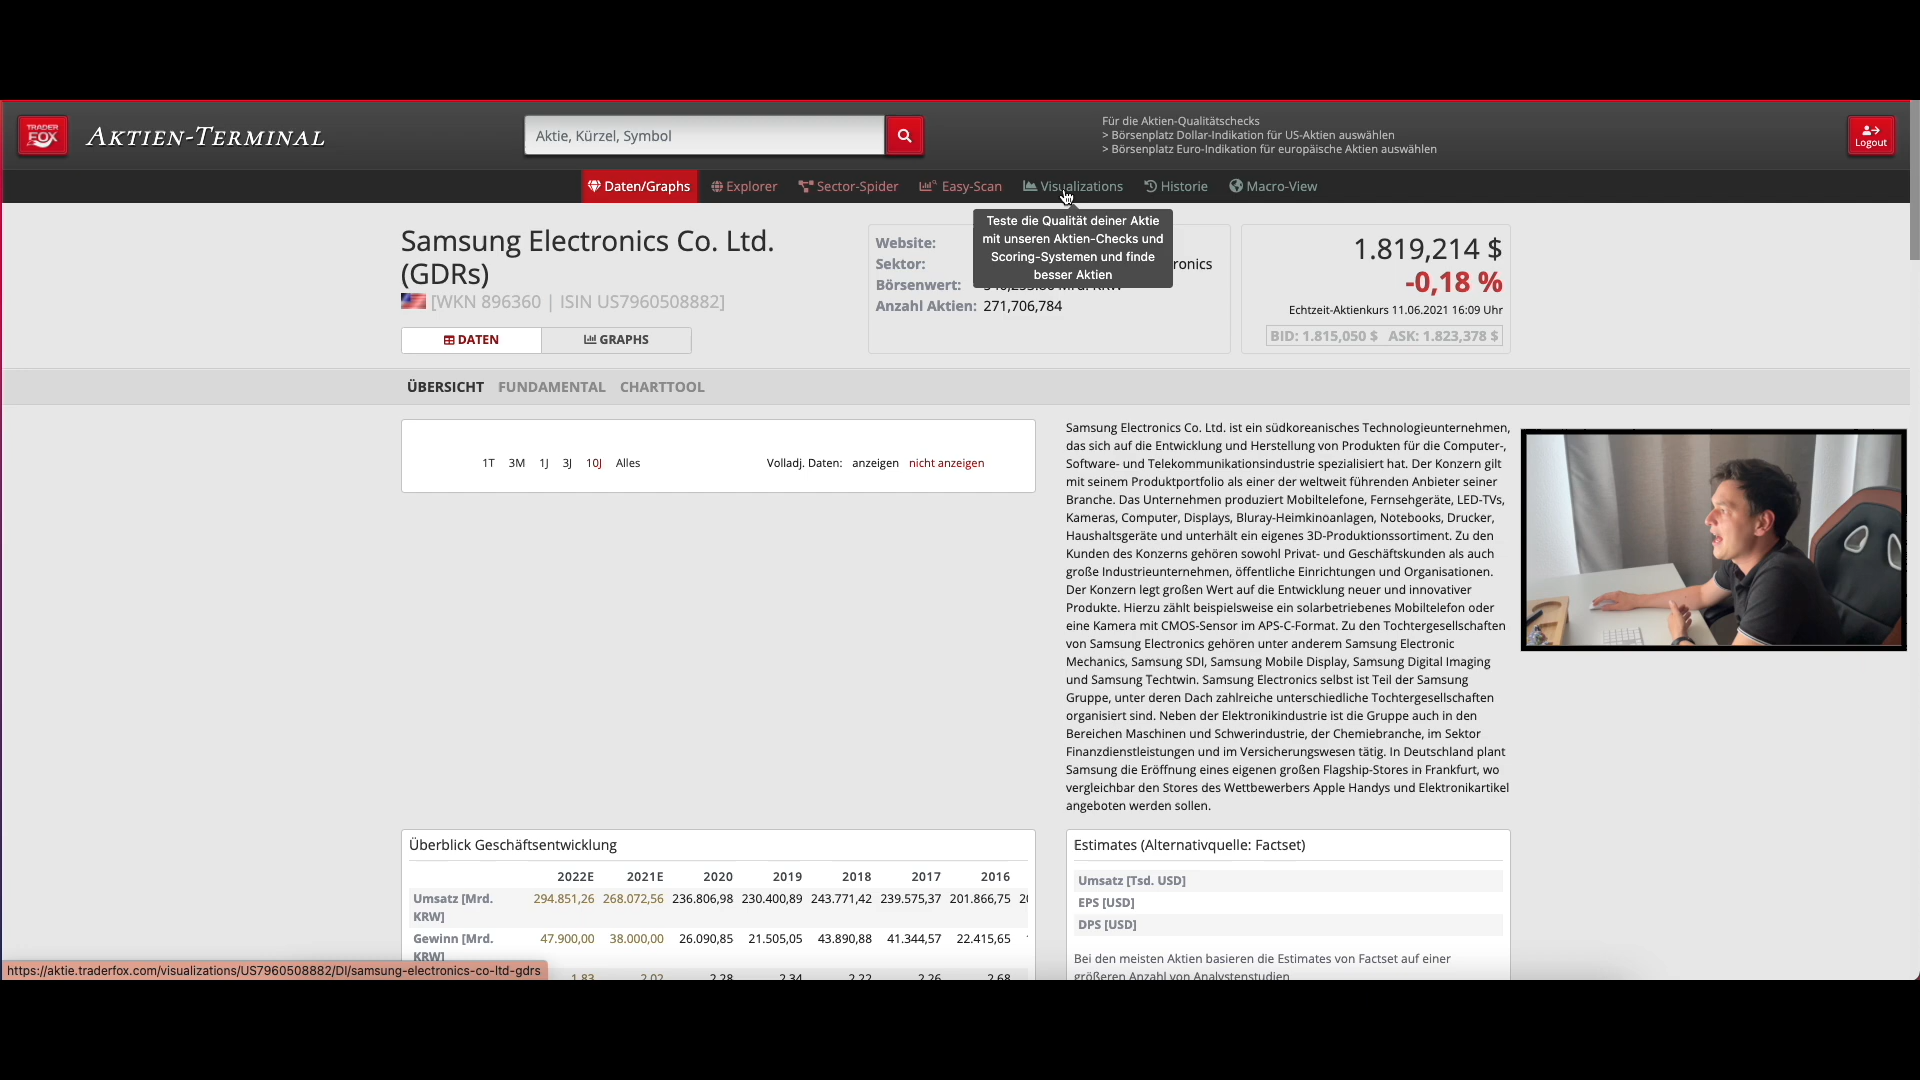 TRADER
FOX
AKTIEN-TERMINAL
Aktie, Kürzel, Symbol
Für die Aktien-Qualitätschecks
> Börsenplatz Dollar-Indikation für US-Aktien auswählen
> Börsenplatz Euro-Indikation für europäische Aktien auswählen
Logout
Daten/Graphs Explorer Sector-Spider Easy-Scan Visualizations Historie Macro-View
Teste die Qualität deiner Aktie
mit unseren Aktien-Checks und
Scoring-Systemen und finde
besser Aktien
Samsung Electronics Co. Ltd.
(GDRs)
[WKN 896360 | ISIN US7960508882]
DATEN GRAPHS
Website:
Sektor: ronics
Börsenwert:
Anzahl Aktien: 271,706,784
1.819,214 $
-0,18 %
Echtzeit-Aktienkurs 11.06.2021 16:09 Uhr
BID: 1.815,050 $ ASK: 1.823,378 $
ÜBERSICHT FUNDAMENTAL CHARTTOOL
1T 3M 1J 3J 10J Alles Volladj. Daten: anzeigen nicht anzeigen
Samsung Electronics Co. Ltd. ist ein südkoreanisches Technologieunternehmen,
das sich auf die Entwicklung und Herstellung von Produkten für die Computer-,
Software- und Telekommunikationsindustrie spezialisiert hat. Der Konzern gilt
mit seinem Produktportfolio als einer der weltweit führenden Anbieter seiner
Branche. Das Unternehmen produziert Mobiltelefone, Fernsehgeräte, LED-TVs,
Kameras, Computer, Displays, Bluray-Heimkinoanlagen, Notebooks, Drucker,
Haushaltsgeräte und unterhält ein eigenes 3D-Produktionssortiment. Zu den
Kunden des Konzerns gehören sowohl Privat- und Geschäftskunden als auch
große Industrieunternehmen, öffentliche Einrichtungen und Organisationen.
Der Konzern legt großen Wert auf die Entwicklung neuer und innovativer
Produkte. Hierzu zählt beispielsweise ein solarbetriebenes Mobiltelefon oder
eine Kamera mit CMOS-Sensor im APS-C-Format. Zu den Tochtergesellschaften
von Samsung Electronics gehören unter anderem Samsung Electronic
Mechanics, Samsung SDI, Samsung Mobile Display, Samsung Digital Imaging
und Samsung Techtwin. Samsung Electronics selbst ist Teil der Samsung
Gruppe, unter deren Dach zahlreiche unterschiedliche Tochtergesellschaften
organisiert sind. Neben der Elektronikindustrie ist die Gruppe auch in den
Bereichen Maschinen und Schwerindustrie, der Chemiebranche, im Sektor
Finanzdienstleistungen und im Versicherungswesen tätig. In Deutschland plant
Samsung die Eröffnung eines eigenen großen Flagship-Stores in Frankfurt, wo
vergleichbar den Stores des Wettbewerbers Apple Handys und Elektronikartikel
angeboten werden sollen.
Überblick Geschäftsentwicklung
2022E 2021E 2020 2019 2018 2017 2016
Umsatz [Mrd. 294.851,26 268.072,56 236.806,98 230.400,89 243.771,42 239.575,37 201.866,75
KRW]
Gewinn [Mrd. 47.900,00 38.000,00 26.090,85 21.505,05 43.890,88 41.344,57 22.415,65
KRW]
1,83 2,02 2,28 2,34 2,22 2,26 2,68
Estimates (Alternativquelle: Factset)
Umsatz [Tsd. USD]
EPS [USD]
DPS [USD]
Bei den meisten Aktien basieren die Estimates von Factset auf einer
größeren Anzahl von Analystenstudien
https://aktie.traderfox.com/visualizations/US7960508882/DI/samsung-electronics-co-ltd-gdrs